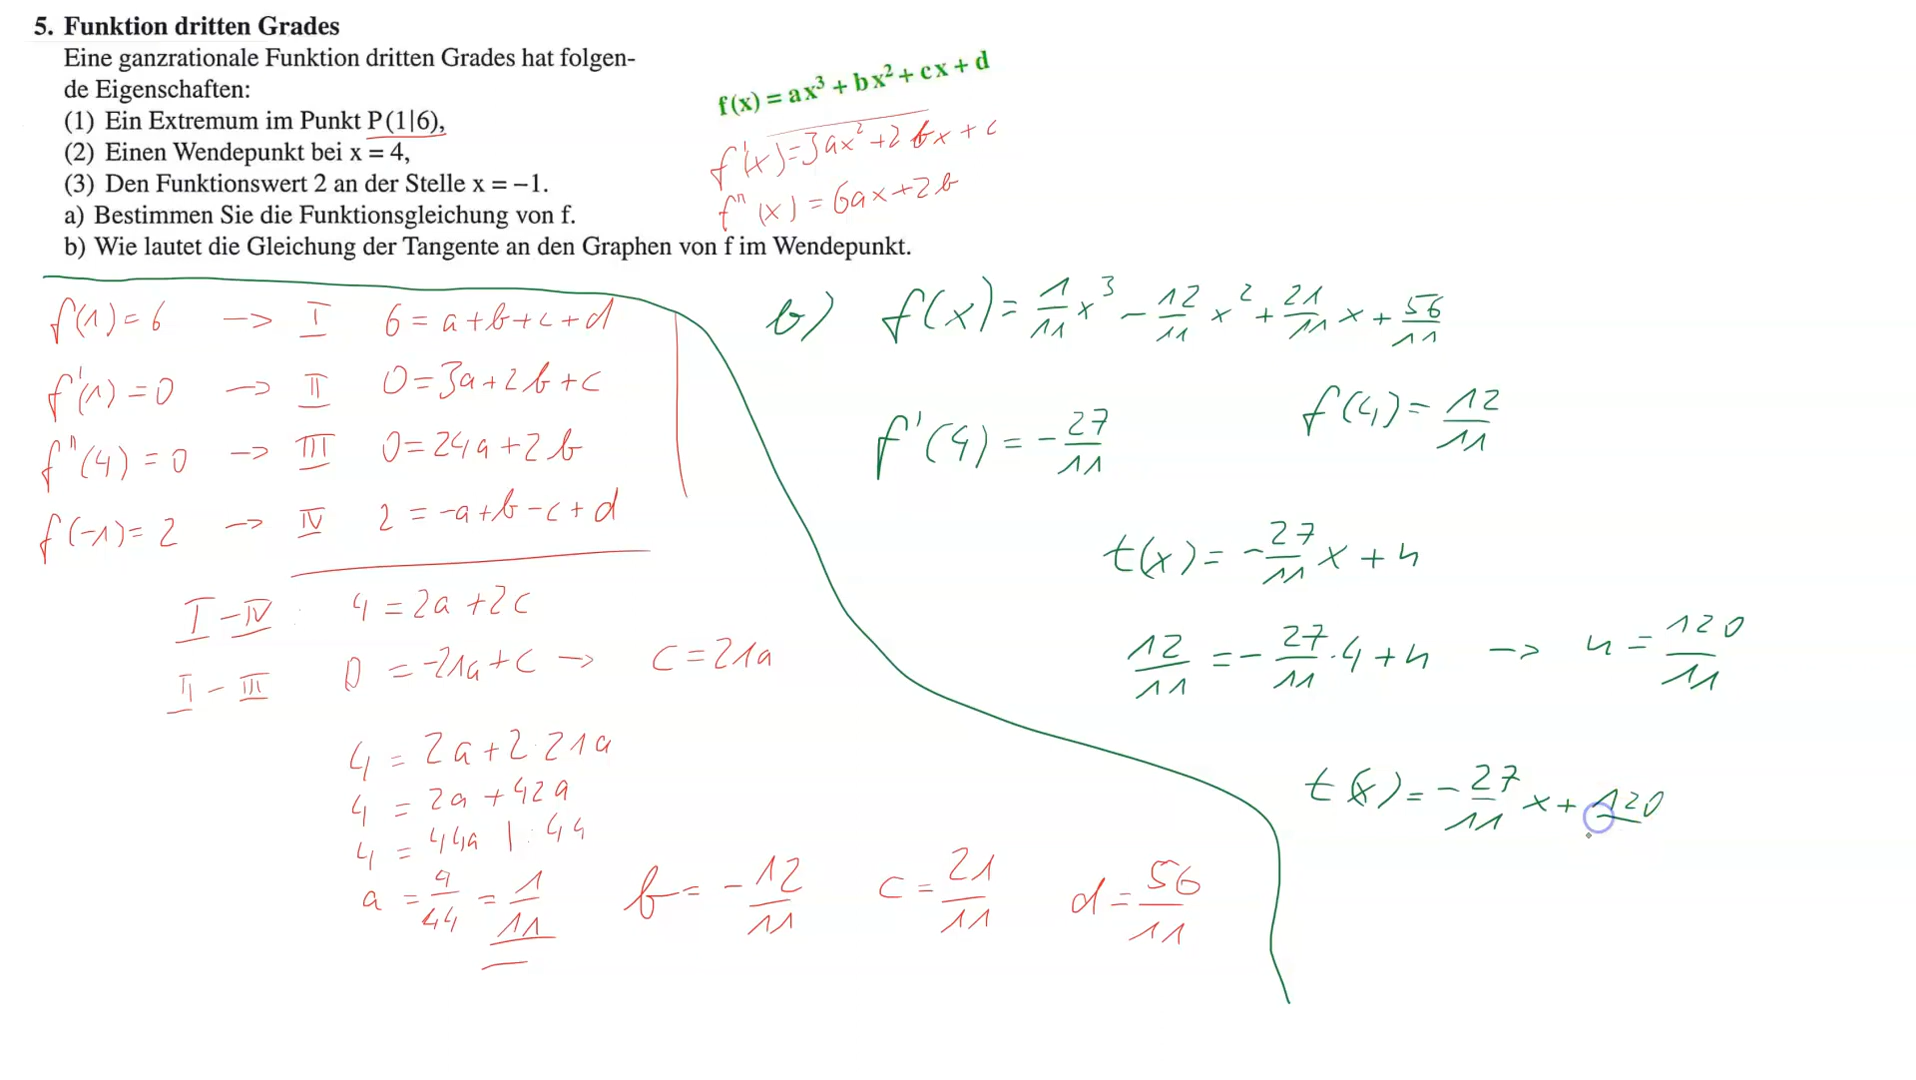 5. Funktion dritten Grades
Eine ganzrationale Funktion dritten Grades hat folgen-
de Eigenschaften:
(1) Ein Extremum im Punkt P(1|6),
(2) Einen Wendepunkt bei x = 4,
(3) Den Funktionswert 2 an der Stelle x = −1.
a) Bestimmen Sie die Funktionsgleichung von f.
b) Wie lautet die Gleichung der Tangente an den Graphen von f im Wendepunkt.
f(x) = ax³ + bx² + cx + d
f'(x) = 3ax² + 2bx + c
f''(x) = 6ax + 2b
f(1) = 6 -> I 6 = a+b+c+d
f'(1) = 0 -> II 0 = 3a+2b+c
f''(4) = 0 -> III 0 = 24a+2b
f(-1) = 2 -> IV 2 = -a+b-c+d
I-IV: 4 = 2a+2c
II-III 0 = -21a+c -> c = 21a
4 = 2a+2·21a
4 = 2a+42a
4 = 44a |:44
a = 4/44 = 1/11 b = -12/11 c = 21/11 d = 56/11
b) f(x) = 1/11 x³ - 12/11 x² + 21/11 x + 56/11
f'(4) = -27/11 f(4) = 12/11
t(x) = -27/11 x + n
12/11 = -27/11 · 4 + n -> n = 120/11
t(x) = -27/11 x + 120